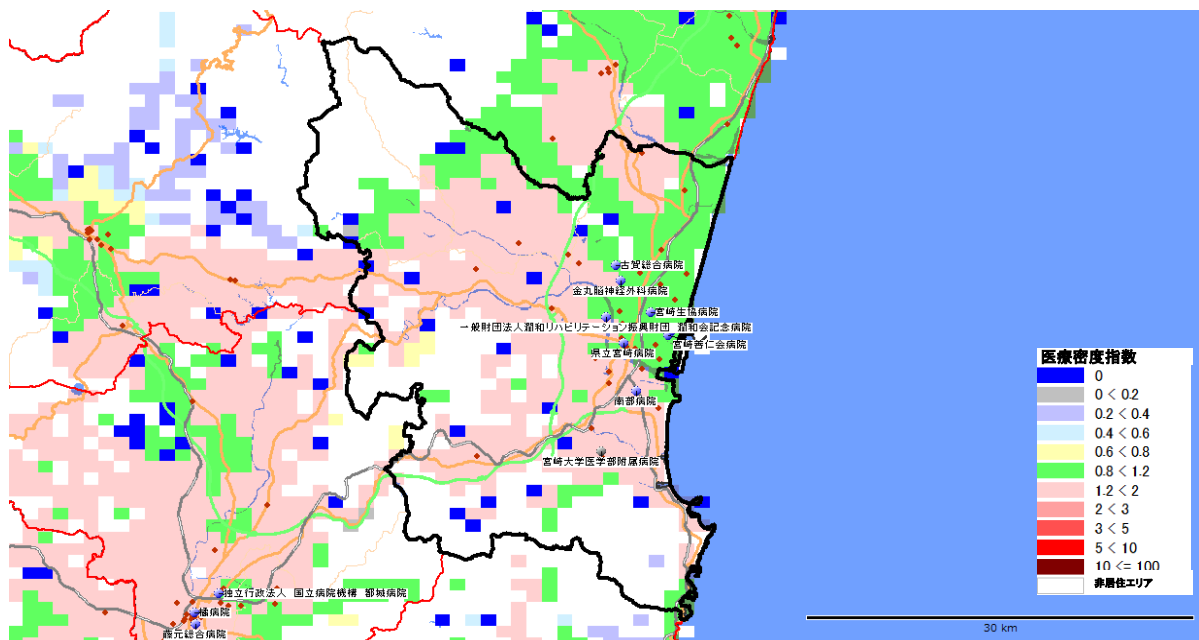 古賀総合病院
金丸脳神経外科病院
宮崎生協病院
一般財団法人潤和リハビリテーション振興財団 潤和会記念病院
宮崎善仁会病院
県立宮崎病院
南部病院
宮崎大学医学部附属病院
独立行政法人 国立病院機構 都城病院
橘病院
藤元総合病院
医療密度指数
0
0 < 0.2
0.2 < 0.4
0.4 < 0.6
0.6 < 0.8
0.8 < 1.2
1.2 < 2
2 < 3
3 < 5
5 < 10
10 <= 100
非居住エリア
30 km